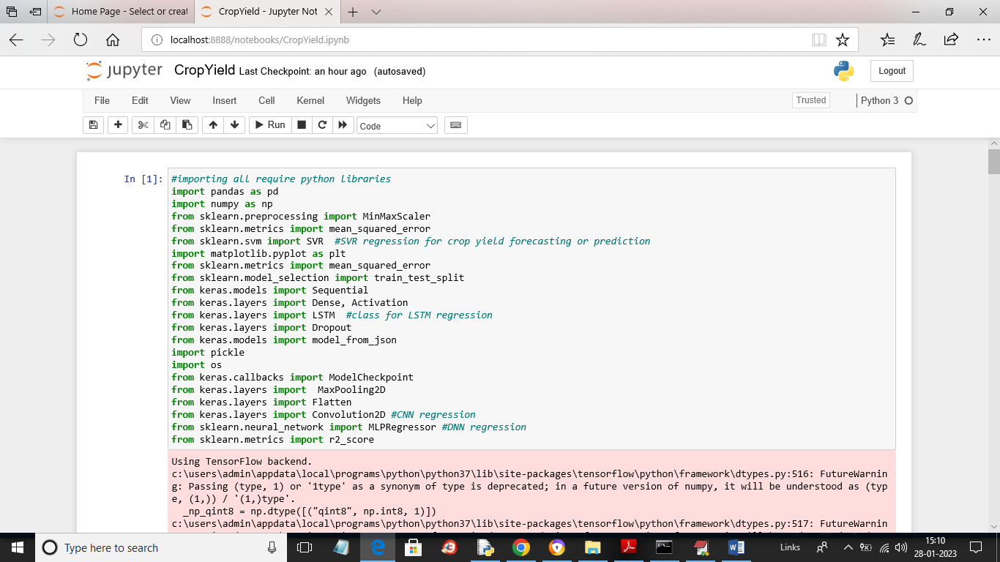 Home Page - Select or creat
CropYield - Jupyter Not
localhost:8888/notebooks/CropYield.ipynb
jupyter CropYield Last Checkpoint: an hour ago (autosaved)
Logout
File Edit View Insert Cell Kernel Widgets Help
Trusted
Python 3
Run
Code
In [1]:
#importing all require python libraries
import pandas as pd
import numpy as np
from sklearn.preprocessing import MinMaxScaler
from sklearn.metrics import mean_squared_error
from sklearn.svm import SVR  #SVR regression for crop yield forecasting or prediction
import matplotlib.pyplot as plt
from sklearn.metrics import mean_squared_error
from sklearn.model_selection import train_test_split
from keras.models import Sequential
from keras.layers import Dense, Activation
from keras.layers import LSTM  #class for LSTM regression
from keras.layers import Dropout
from keras.models import model_from_json
import pickle
import os
from keras.callbacks import ModelCheckpoint
from keras.layers import  MaxPooling2D
from keras.layers import Flatten
from keras.layers import Convolution2D #CNN regression
from sklearn.neural_network import MLPRegressor #DNN regression
from sklearn.metrics import r2_score
Using TensorFlow backend.
c:\users\admin\appdata\local\programs\python\python37\lib\site-packages\tensorflow\python\framework\dtypes.py:516: FutureWarnin
g: Passing (type, 1) or '1type' as a synonym of type is deprecated; in a future version of numpy, it will be understood as (typ
e, (1,)) / '(1,)type'.
  _np_qint8 = np.dtype([("qint8", np.int8, 1)])
c:\users\admin\appdata\local\programs\python\python37\lib\site-packages\tensorflow\python\framework\dtypes.py:517: FutureWarnin
Type here to search
Links
15:10
28-01-2023